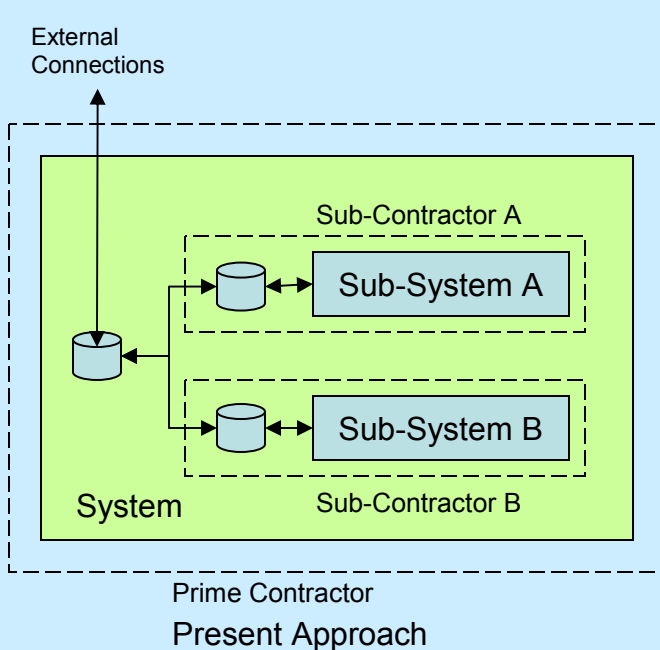 External
Connections
Sub-Contractor A
Sub-System A
Sub-System B
System
Sub-Contractor B
Prime Contractor
Present Approach